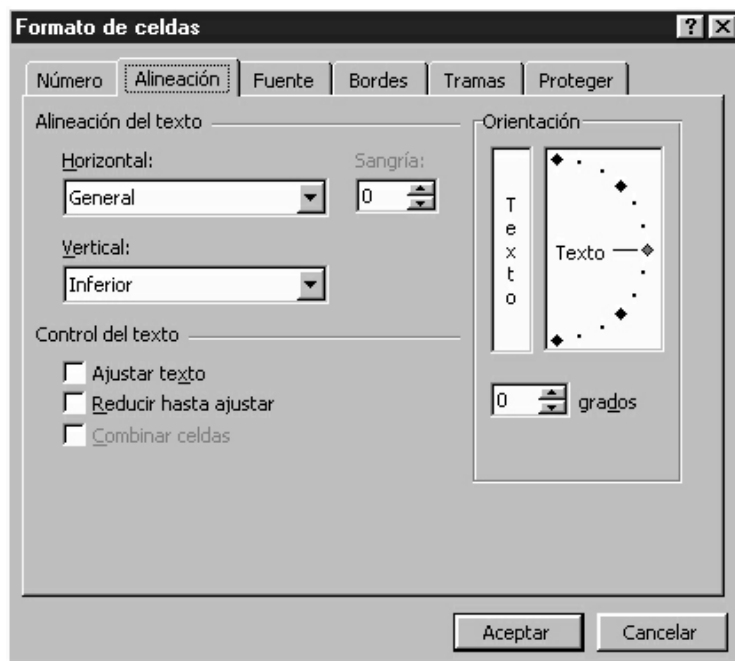 Formato de celdas
Número Alineación Fuente Bordes Tramas Proteger
Alineación del texto
Horizontal: Sangría:
General 0
Vertical:
Inferior
Control del texto
Ajustar texto
Reducir hasta ajustar
Combinar celdas
Orientación
Texto
Texto
0 grados
Aceptar Cancelar